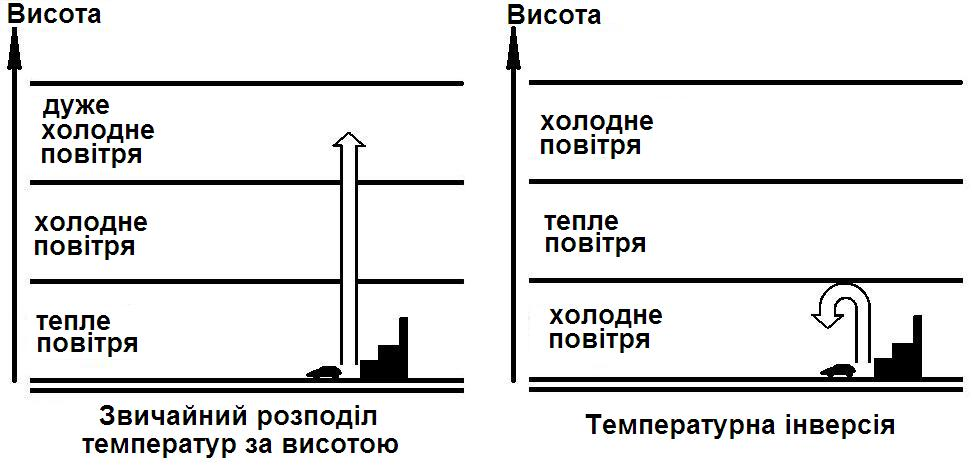 Висота
дуже
холодне
повітря
холодне
повітря
тепле
повітря
Звичайний розподіл
температур за висотою
Висота
холодне
повітря
тепле
повітря
холодне
повітря
Температурна інверсія